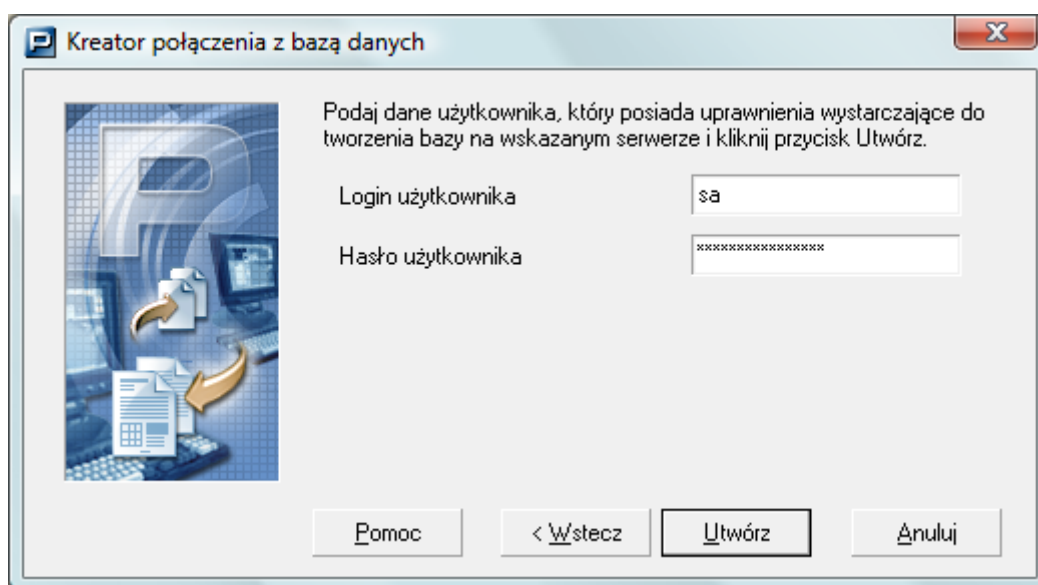 Kreator połączenia z bazą danych
Podaj dane użytkownika, który posiada uprawnienia wystarczające do
tworzenia bazy na wskazanym serwerze i kliknij przycisk Utwórz.
Login użytkownika
sa
Hasło użytkownika
****************
Pomoc
< Wstecz
Utwórz
Anuluj